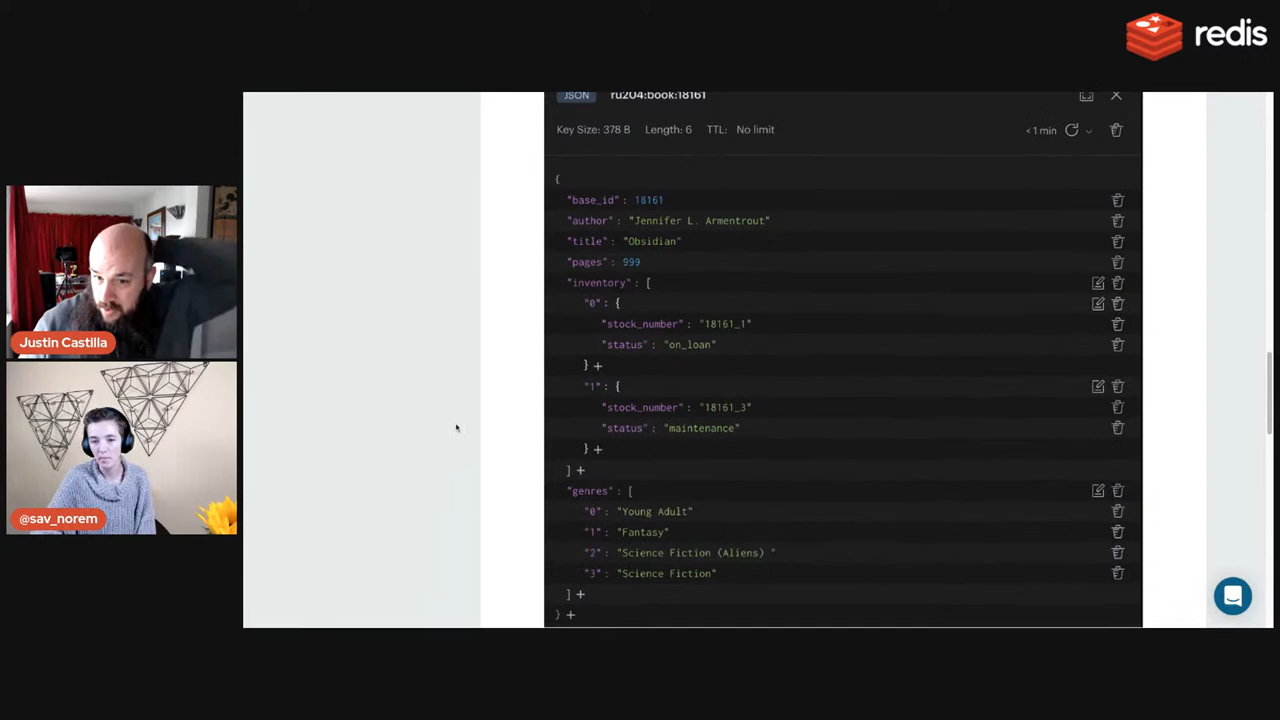 redis
JSON ru204:book:18161
Key Size: 378 B Length: 6 TTL: No limit <1 min
{
"base_id" : 18161
"author" : "Jennifer L. Armentrout"
"title" : "Obsidian"
"pages" : 999
"inventory" : [
"0" : {
"stock_number" : "18161_1"
"status" : "on_loan"
} +
"1" : {
"stock_number" : "18161_3"
"status" : "maintenance"
} +
] +
"genres" : [
"0" : "Young Adult"
"1" : "Fantasy"
"2" : "Science Fiction (Aliens) "
"3" : "Science Fiction"
] +
} +
Justin Castilla
@sav_norem